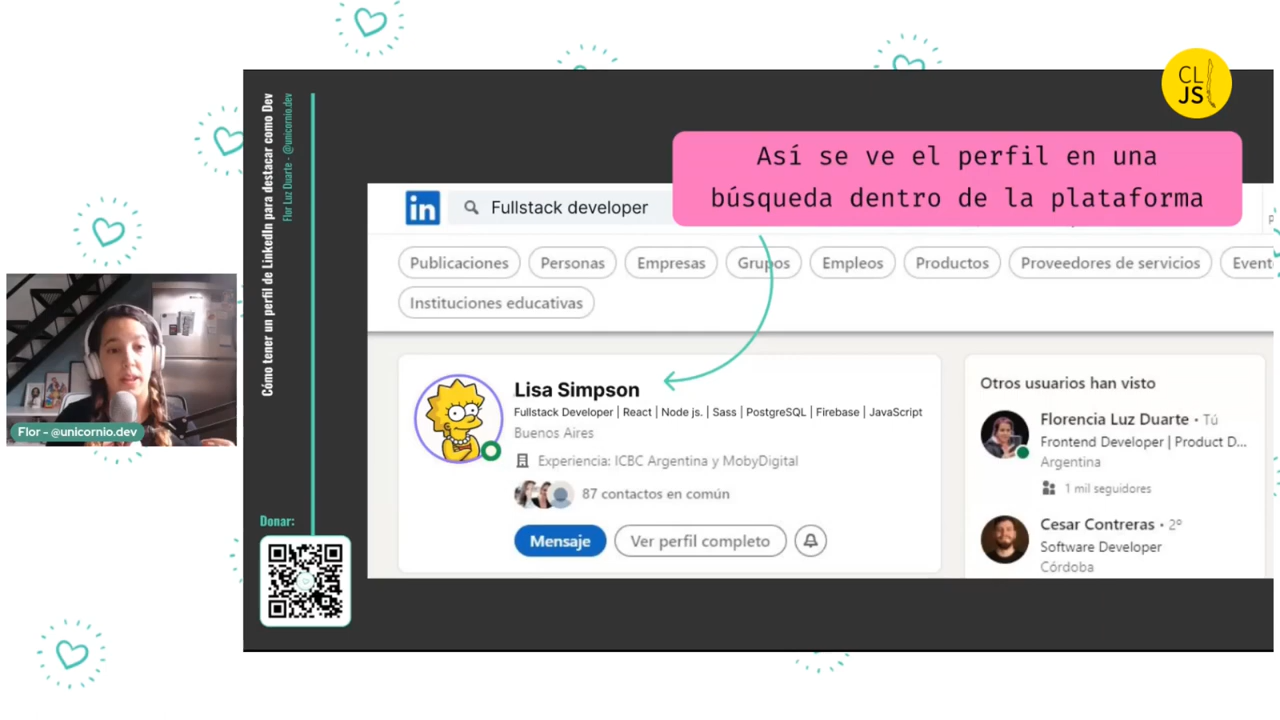 CL
JS
Cómo tener un perfil de LinkedIn para destacar como Dev
Flor Luz Duarte - @unicornio.dev
Así se ve el perfil en una
búsqueda dentro de la plataforma
in
Fullstack developer
Publicaciones
Personas
Empresas
Grupos
Empleos
Productos
Proveedores de servicios
Event
Instituciones educativas
Lisa Simpson
Fullstack Developer | React | Node js. | Sass | PostgreSQL | Firebase | JavaScript
Buenos Aires
Experiencia: ICBC Argentina y MobyDigital
87 contactos en común
Mensaje
Ver perfil completo
Otros usuarios han visto
Florencia Luz Duarte • Tú
Frontend Developer | Product D...
Argentina
1 mil seguidores
Cesar Contreras • 2º
Software Developer
Córdoba
Flor - @unicornio.dev
Donar: